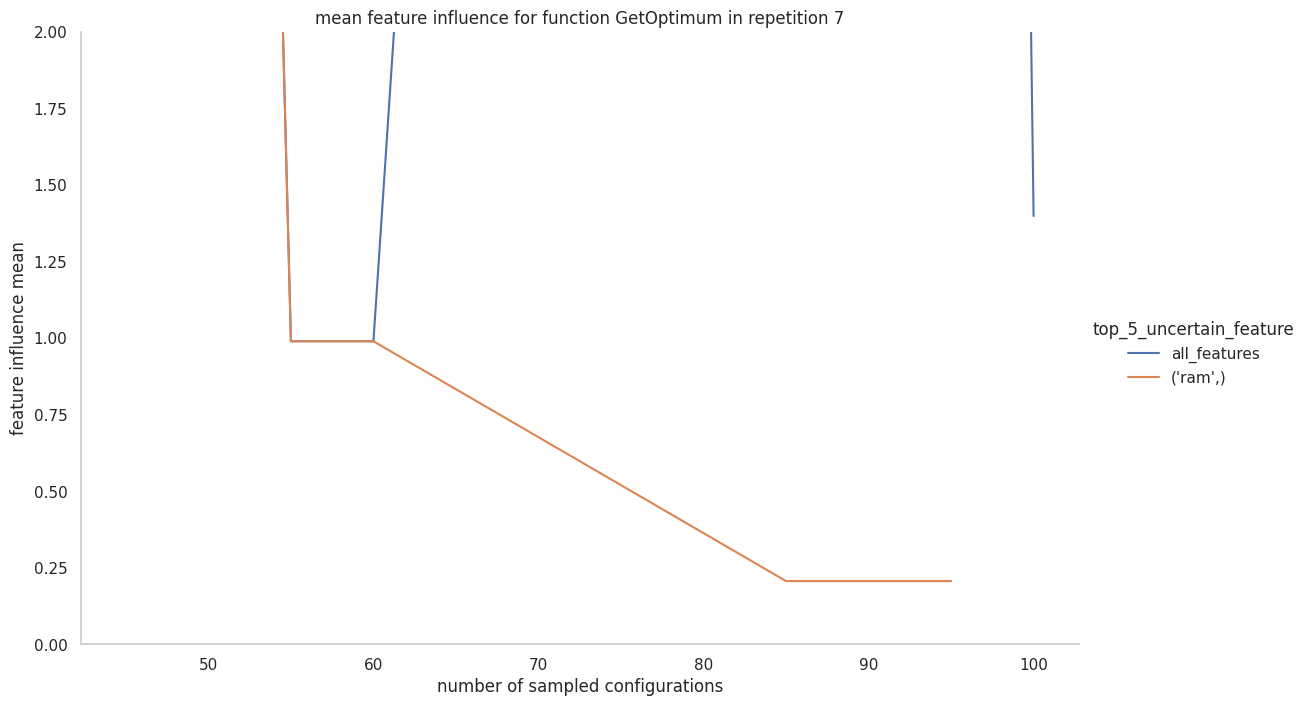 mean feature influence for function GetOptimum in repetition 7
2.00
1.75
1.50
1.25
1.00
0.75
0.50
0.25
0.00
feature influence mean
50 60 70 80 90 100
number of sampled configurations
top_5_uncertain_feature
all_features
('ram',)